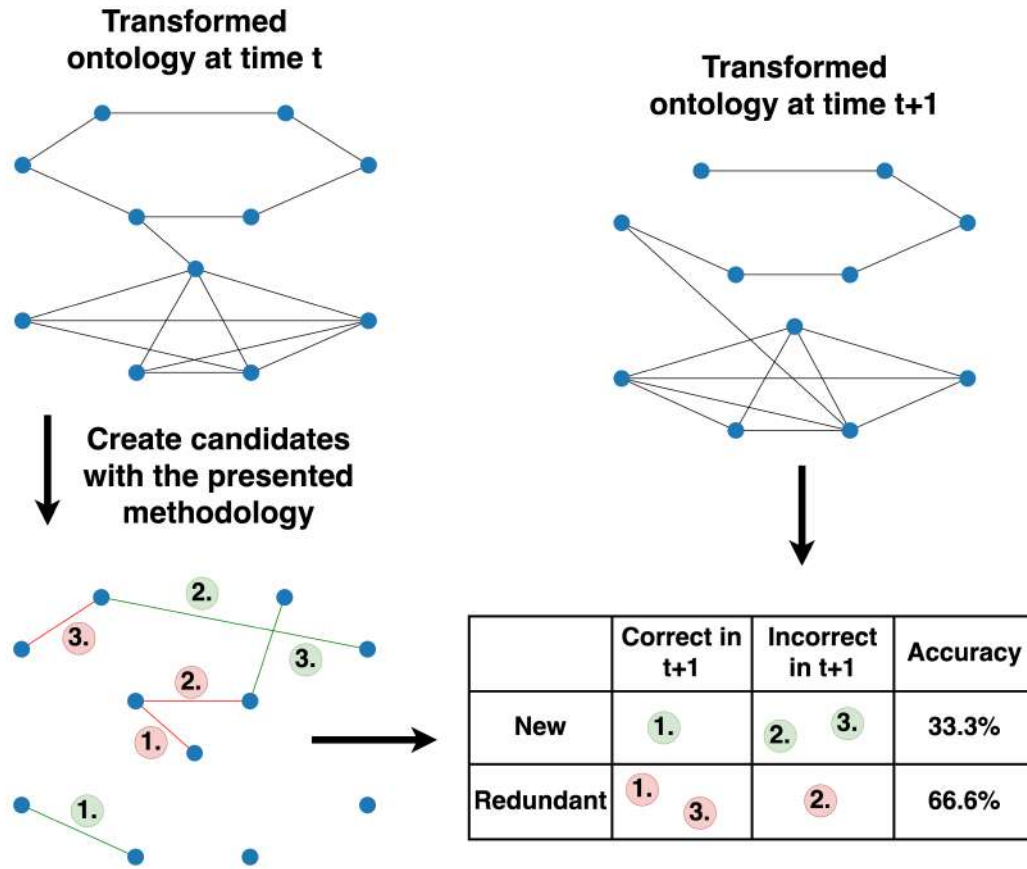 Transformed
ontology at time t
Transformed
ontology at time t+1
Create candidates
with the presented
methodology
2.
3.
3.
2.
1.
1.
Correct in
t+1
Incorrect
in t+1
Accuracy
New
1.
2.
3.
33.3%
Redundant
1.
3.
2.
66.6%